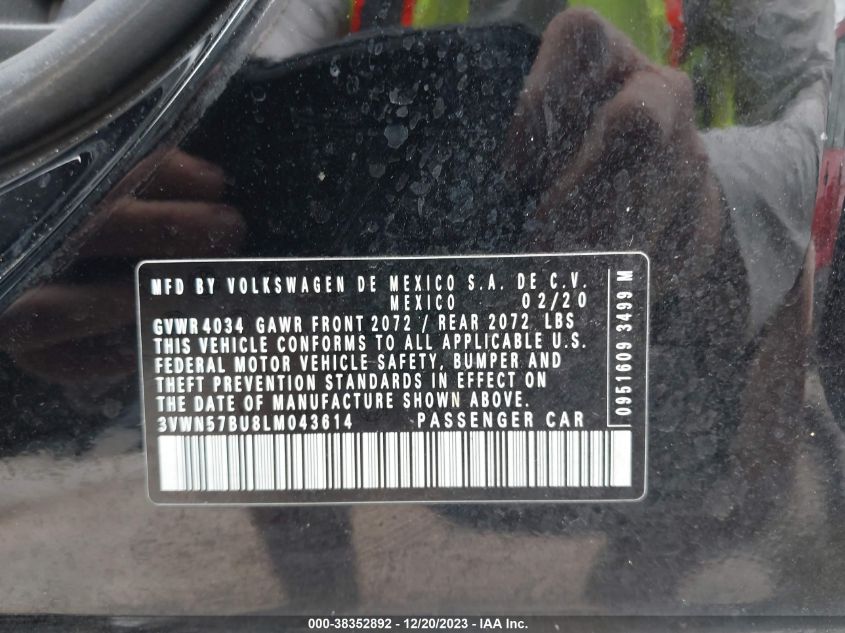 MFD BY VOLKSWAGEN DE MEXICO S.A. DE C.V.
MEXICO 02/20
GVWR 4034 GAWR FRONT 2072 / REAR 2072 LBS
THIS VEHICLE CONFORMS TO ALL APPLICABLE U.S.
FEDERAL MOTOR VEHICLE SAFETY, BUMPER AND
THEFT PREVENTION STANDARDS IN EFFECT ON
THE DATE OF MANUFACTURE SHOWN ABOVE.
3VWN57BU8LM043614 PASSENGER CAR
0951609 3499 M
000-38352892 - 12/20/2023 - IAA Inc.